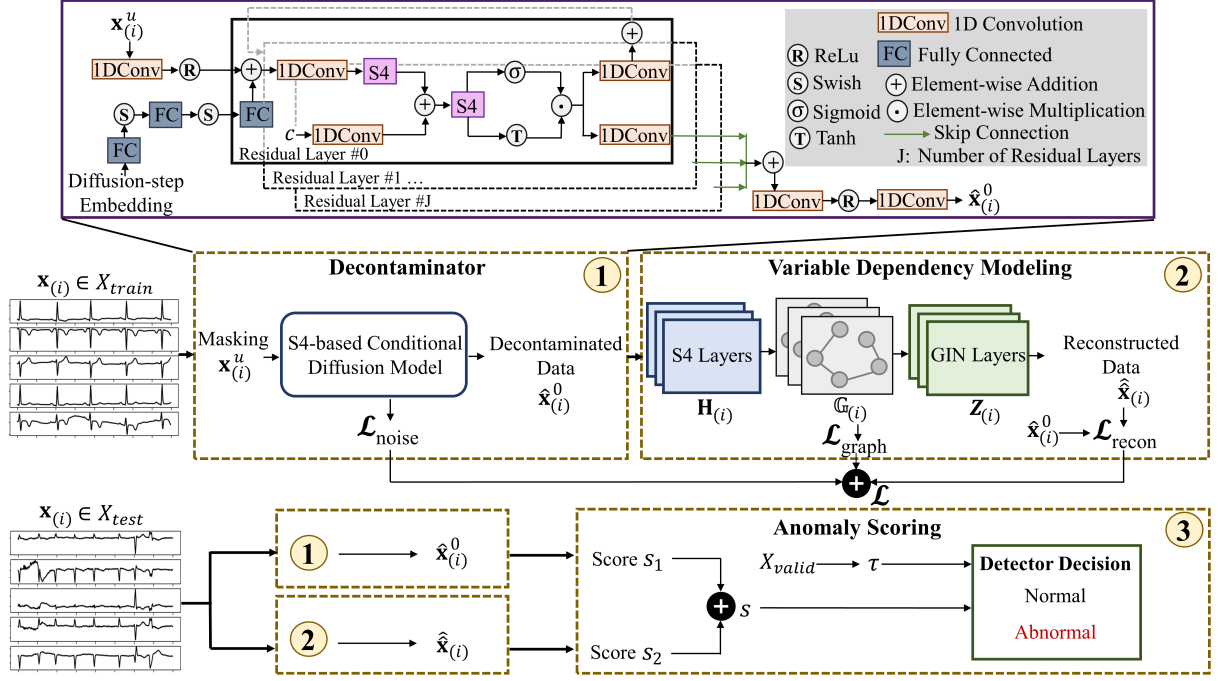 x^u_(i)
1DConv
R
+
1DConv
S4
+
S4
σ
T
·
+
1DConv
1DConv
c
1DConv
S
FC
S
FC
FC
Diffusion-step
Embedding
Residual Layer #0
Residual Layer #1 ...
Residual Layer #J
+
1DConv
R
1DConv
x̂^0_(i)
1DConv 1D Convolution
R ReLu
FC Fully Connected
S Swish
+ Element-wise Addition
σ Sigmoid
· Element-wise Multiplication
T Tanh
Skip Connection
J: Number of Residual Layers
x_(i) ∈ X_train
Decontaminator
1
Masking
x^u_(i)
S4-based Conditional
Diffusion Model
Decontaminated
Data
x̂^0_(i)
ℒ_noise
Variable Dependency Modeling
2
S4 Layers
H_(i)
𝔾_(i)
GIN Layers
Z_(i)
Reconstructed
Data
x̂̂_(i)
x̂^0_(i)
ℒ_recon
ℒ_graph
+
ℒ
x_(i) ∈ X_test
1
x̂^0_(i)
2
x̂̂_(i)
Anomaly Scoring
3
Score s_1
Score s_2
+
s
X_valid
τ
Detector Decision
Normal
Abnormal